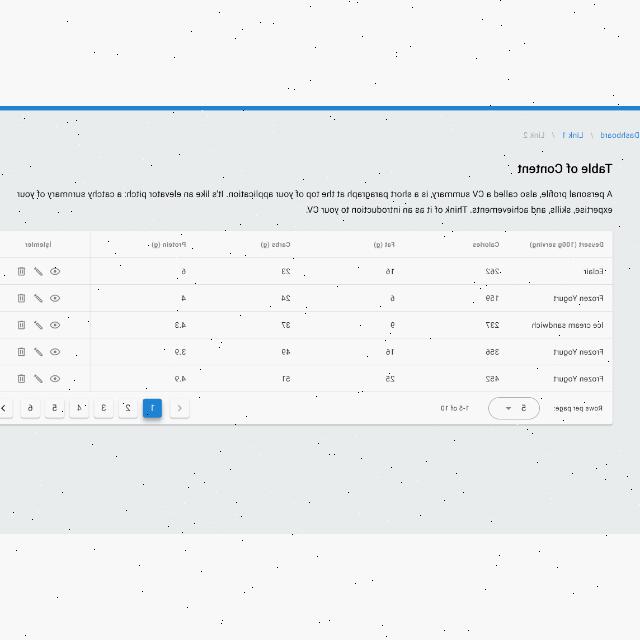 Dashboard / Link 1 / Link 2
Table of Content
A personal profile, also called a CV summary, is a short paragraph at the top of your application. It's like an elevator pitch: a catchy summary of your
expertise, skills, and achievements. Think of it as an introduction to your CV.
Dessert (100g serving) Calories Fat (g) Carbs (g) Protein (g) İşlemler
Eclair 262 16 23 6
Frozen Yogurt 159 6 24 4
Ice cream sandwich 237 9 37 4.3
Frozen Yogurt 356 16 49 3.9
Frozen Yogurt 452 25 51 4.9
Rows per page: 5 1-5 of 10 1 2 3 4 5 6